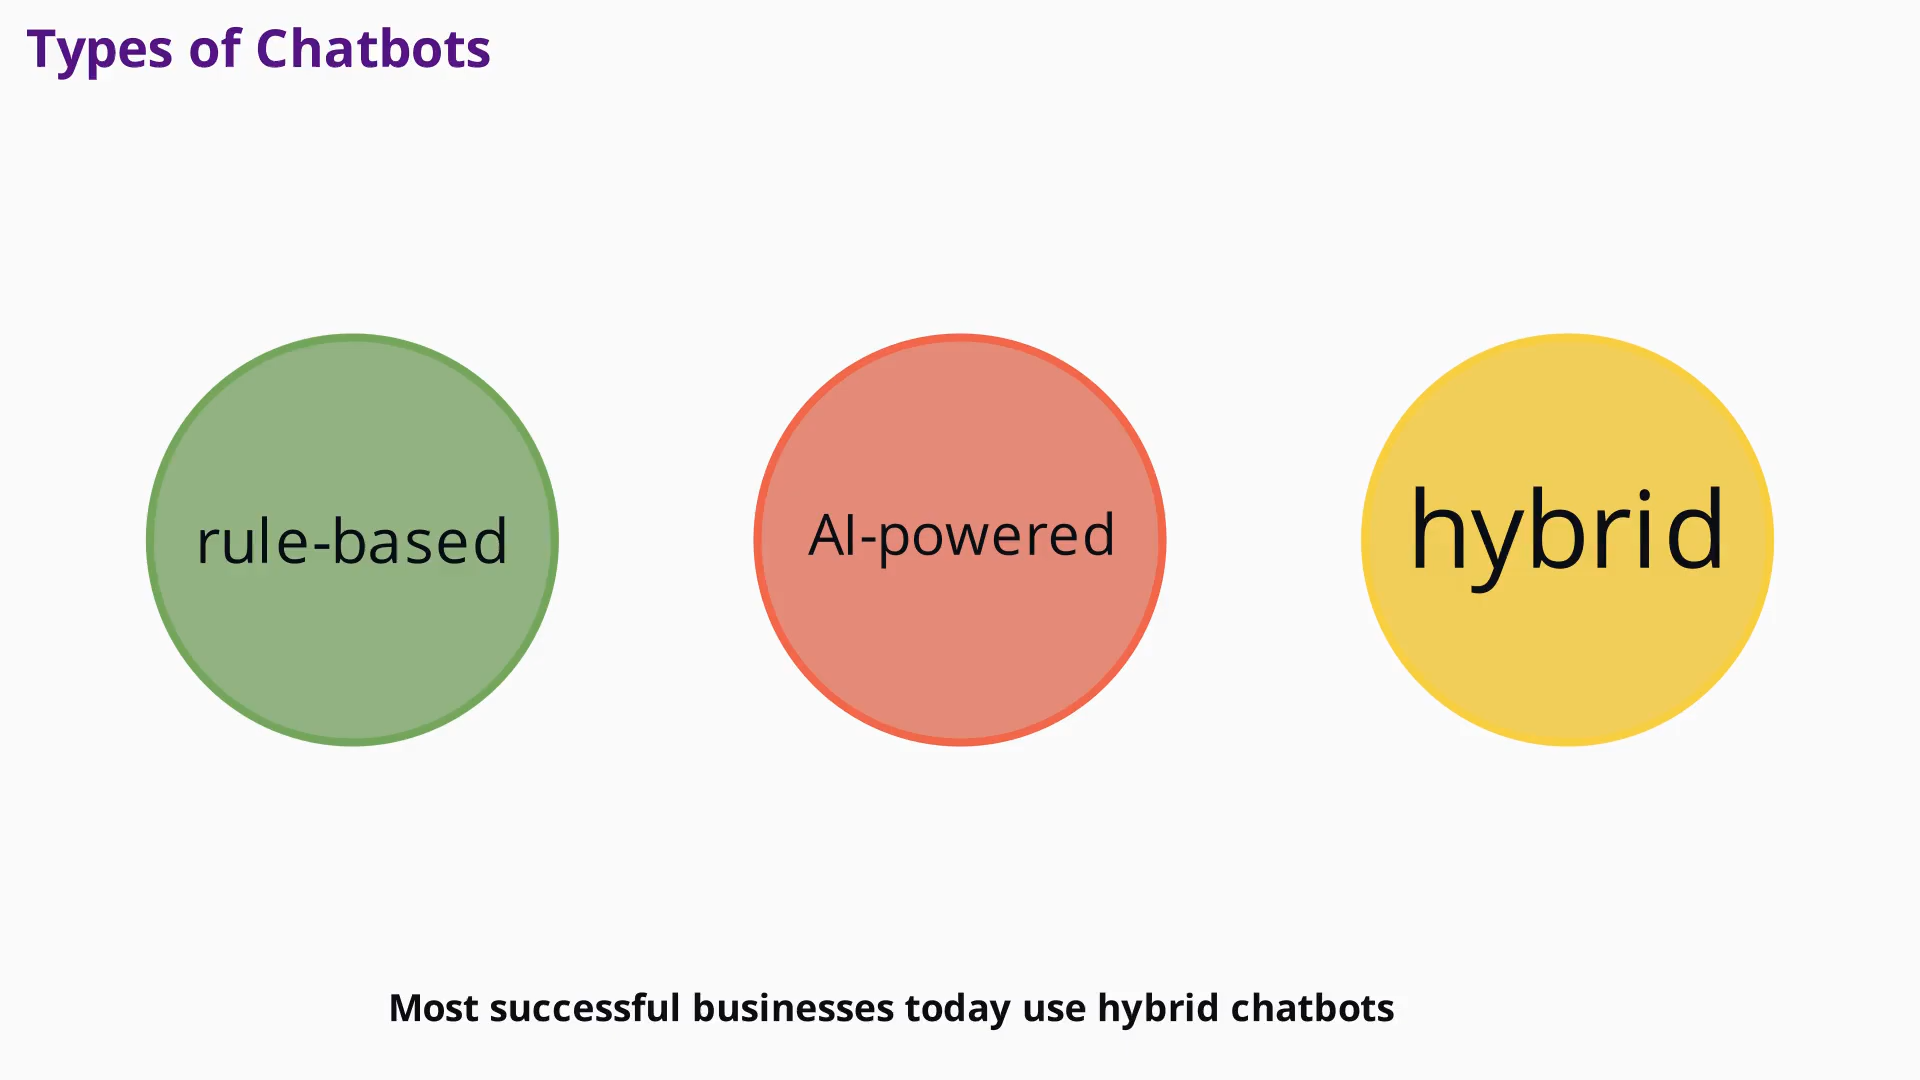 Types of Chatbots
rule-based
AI-powered
hybrid
Most successful businesses today use hybrid chatbots